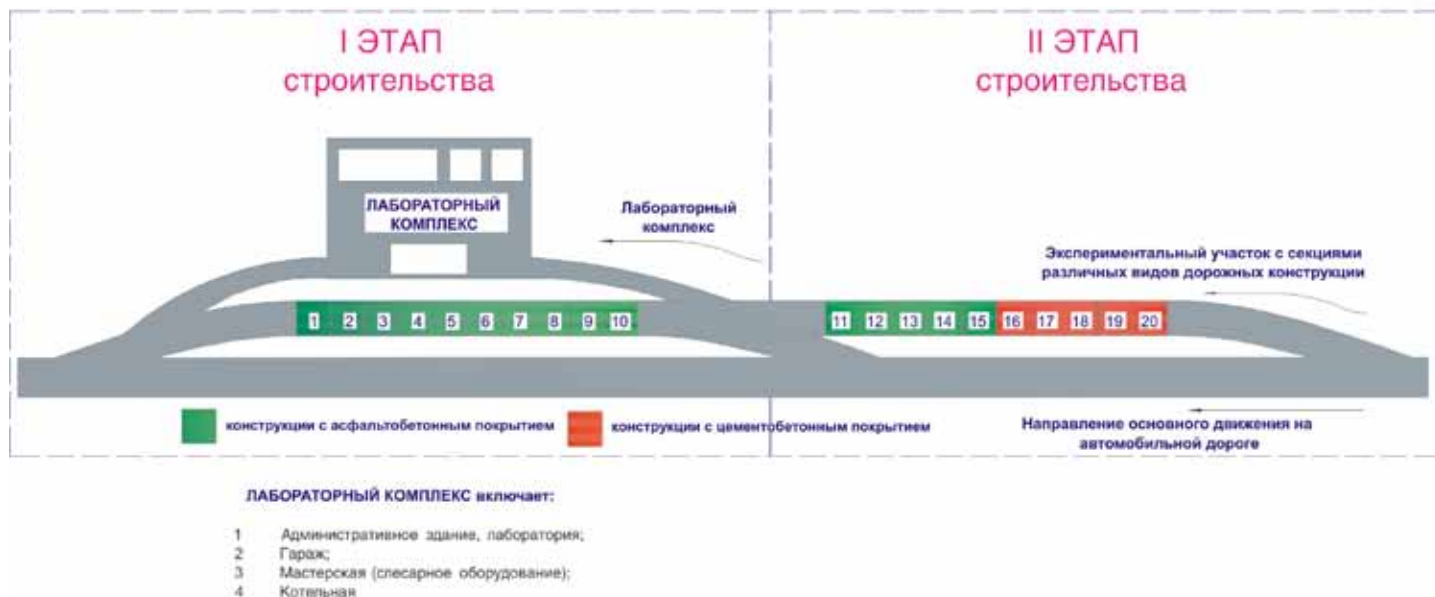 I ЭТАП
строительства
II ЭТАП
строительства
ЛАБОРАТОРНЫЙ
КОМПЛЕКС
Лабораторный
комплекс
Экспериментальный участок с секциями
различных видов дорожных конструкции
1 2 3 4 5 6 7 8 9 10
11 12 13 14 15 16 17 18 19 20
конструкции с асфальтобетонным покрытием
конструкции с цементобетонным покрытием
Направление основного движения на
автомобильной дороге
ЛАБОРАТОРНЫЙ КОМПЛЕКС включает:
1 Административное здание, лаборатория;
2 Гараж;
3 Мастерская (слесарное оборудование);
4 Котельная